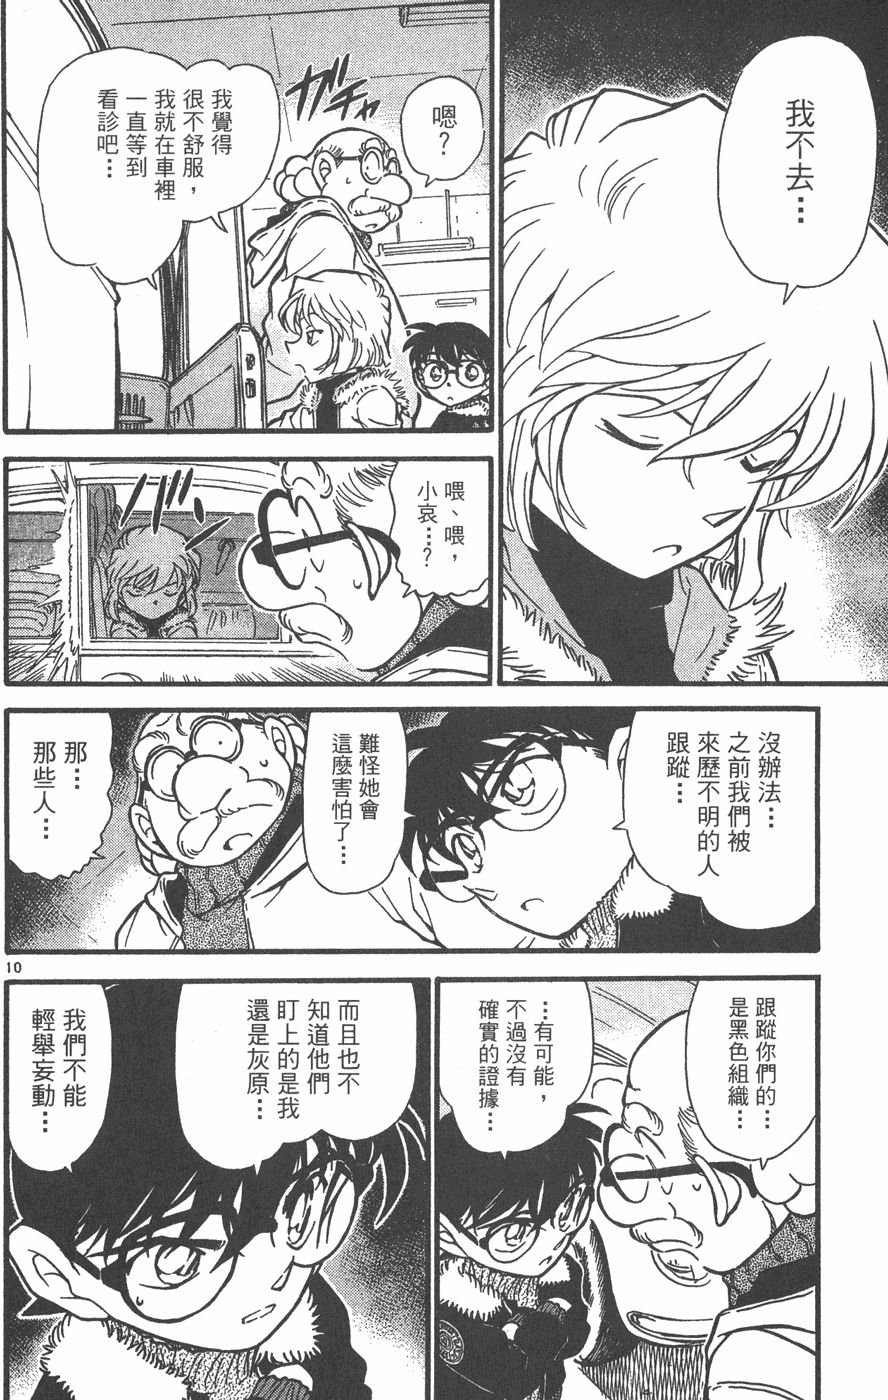 我不去…
嗯？
ガチャ
我覺得
很不舒服，
我就在車裡
一直等到
看診吧…
喂、喂，
小哀…？
沒辦法…
之前我們被
來歷不明的人
跟蹤…
難怪她會
這麼害怕了…
那…
那些人…
10
跟蹤你們的…
是黑色組織…
…有可能，
不過沒有
確實的證據…
而且也不
知道他們
盯上的是我
還是灰原…
我們不能
輕舉妄動…